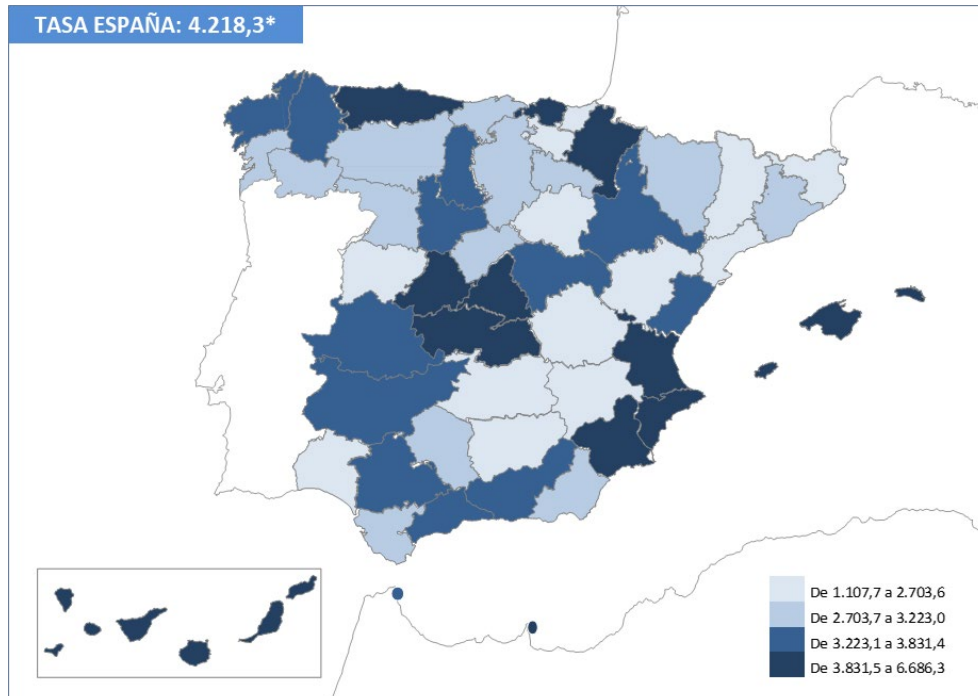 TASA ESPAÑA: 4.218,3*
De 1.107,7 a 2.703,6
De 2.703,7 a 3.223,0
De 3.223,1 a 3.831,4
De 3.831,5 a 6.686,3